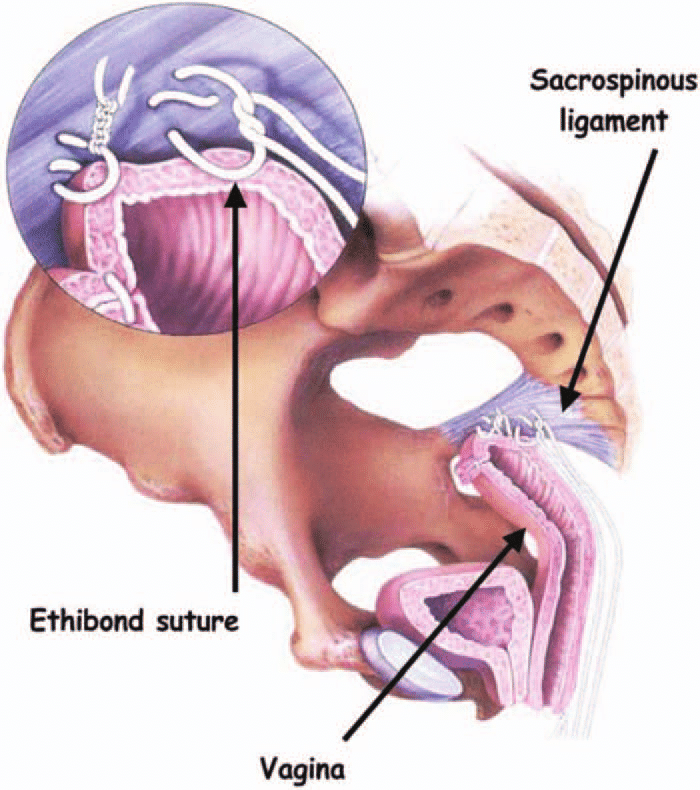 Sacrospinous
ligament
Ethibond suture
Vagina